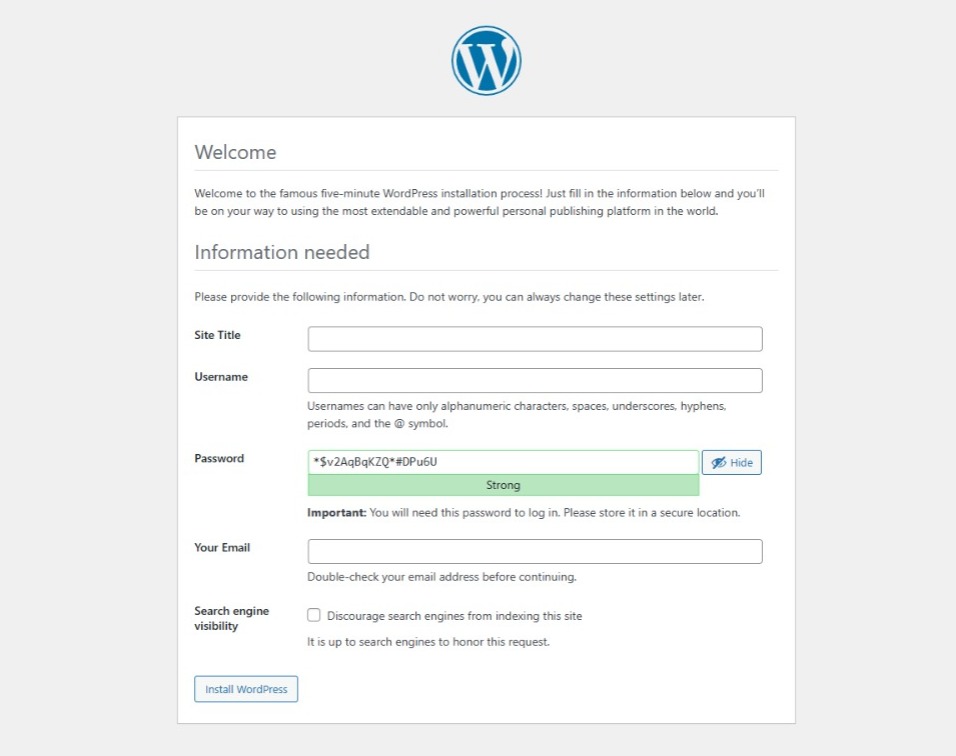 W
Welcome
Welcome to the famous five-minute WordPress installation process! Just fill in the information below and you'll
be on your way to using the most extendable and powerful personal publishing platform in the world.
Information needed
Please provide the following information. Do not worry, you can always change these settings later.
Site Title
Username
Usernames can have only alphanumeric characters, spaces, underscores, hyphens,
periods, and the @ symbol.
Password
*$v2AqBqKZQ*#DPu6U
Hide
Strong
Important: You will need this password to log in. Please store it in a secure location.
Your Email
Double-check your email address before continuing.
Search engine
visibility
Discourage search engines from indexing this site
It is up to search engines to honor this request.
Install WordPress